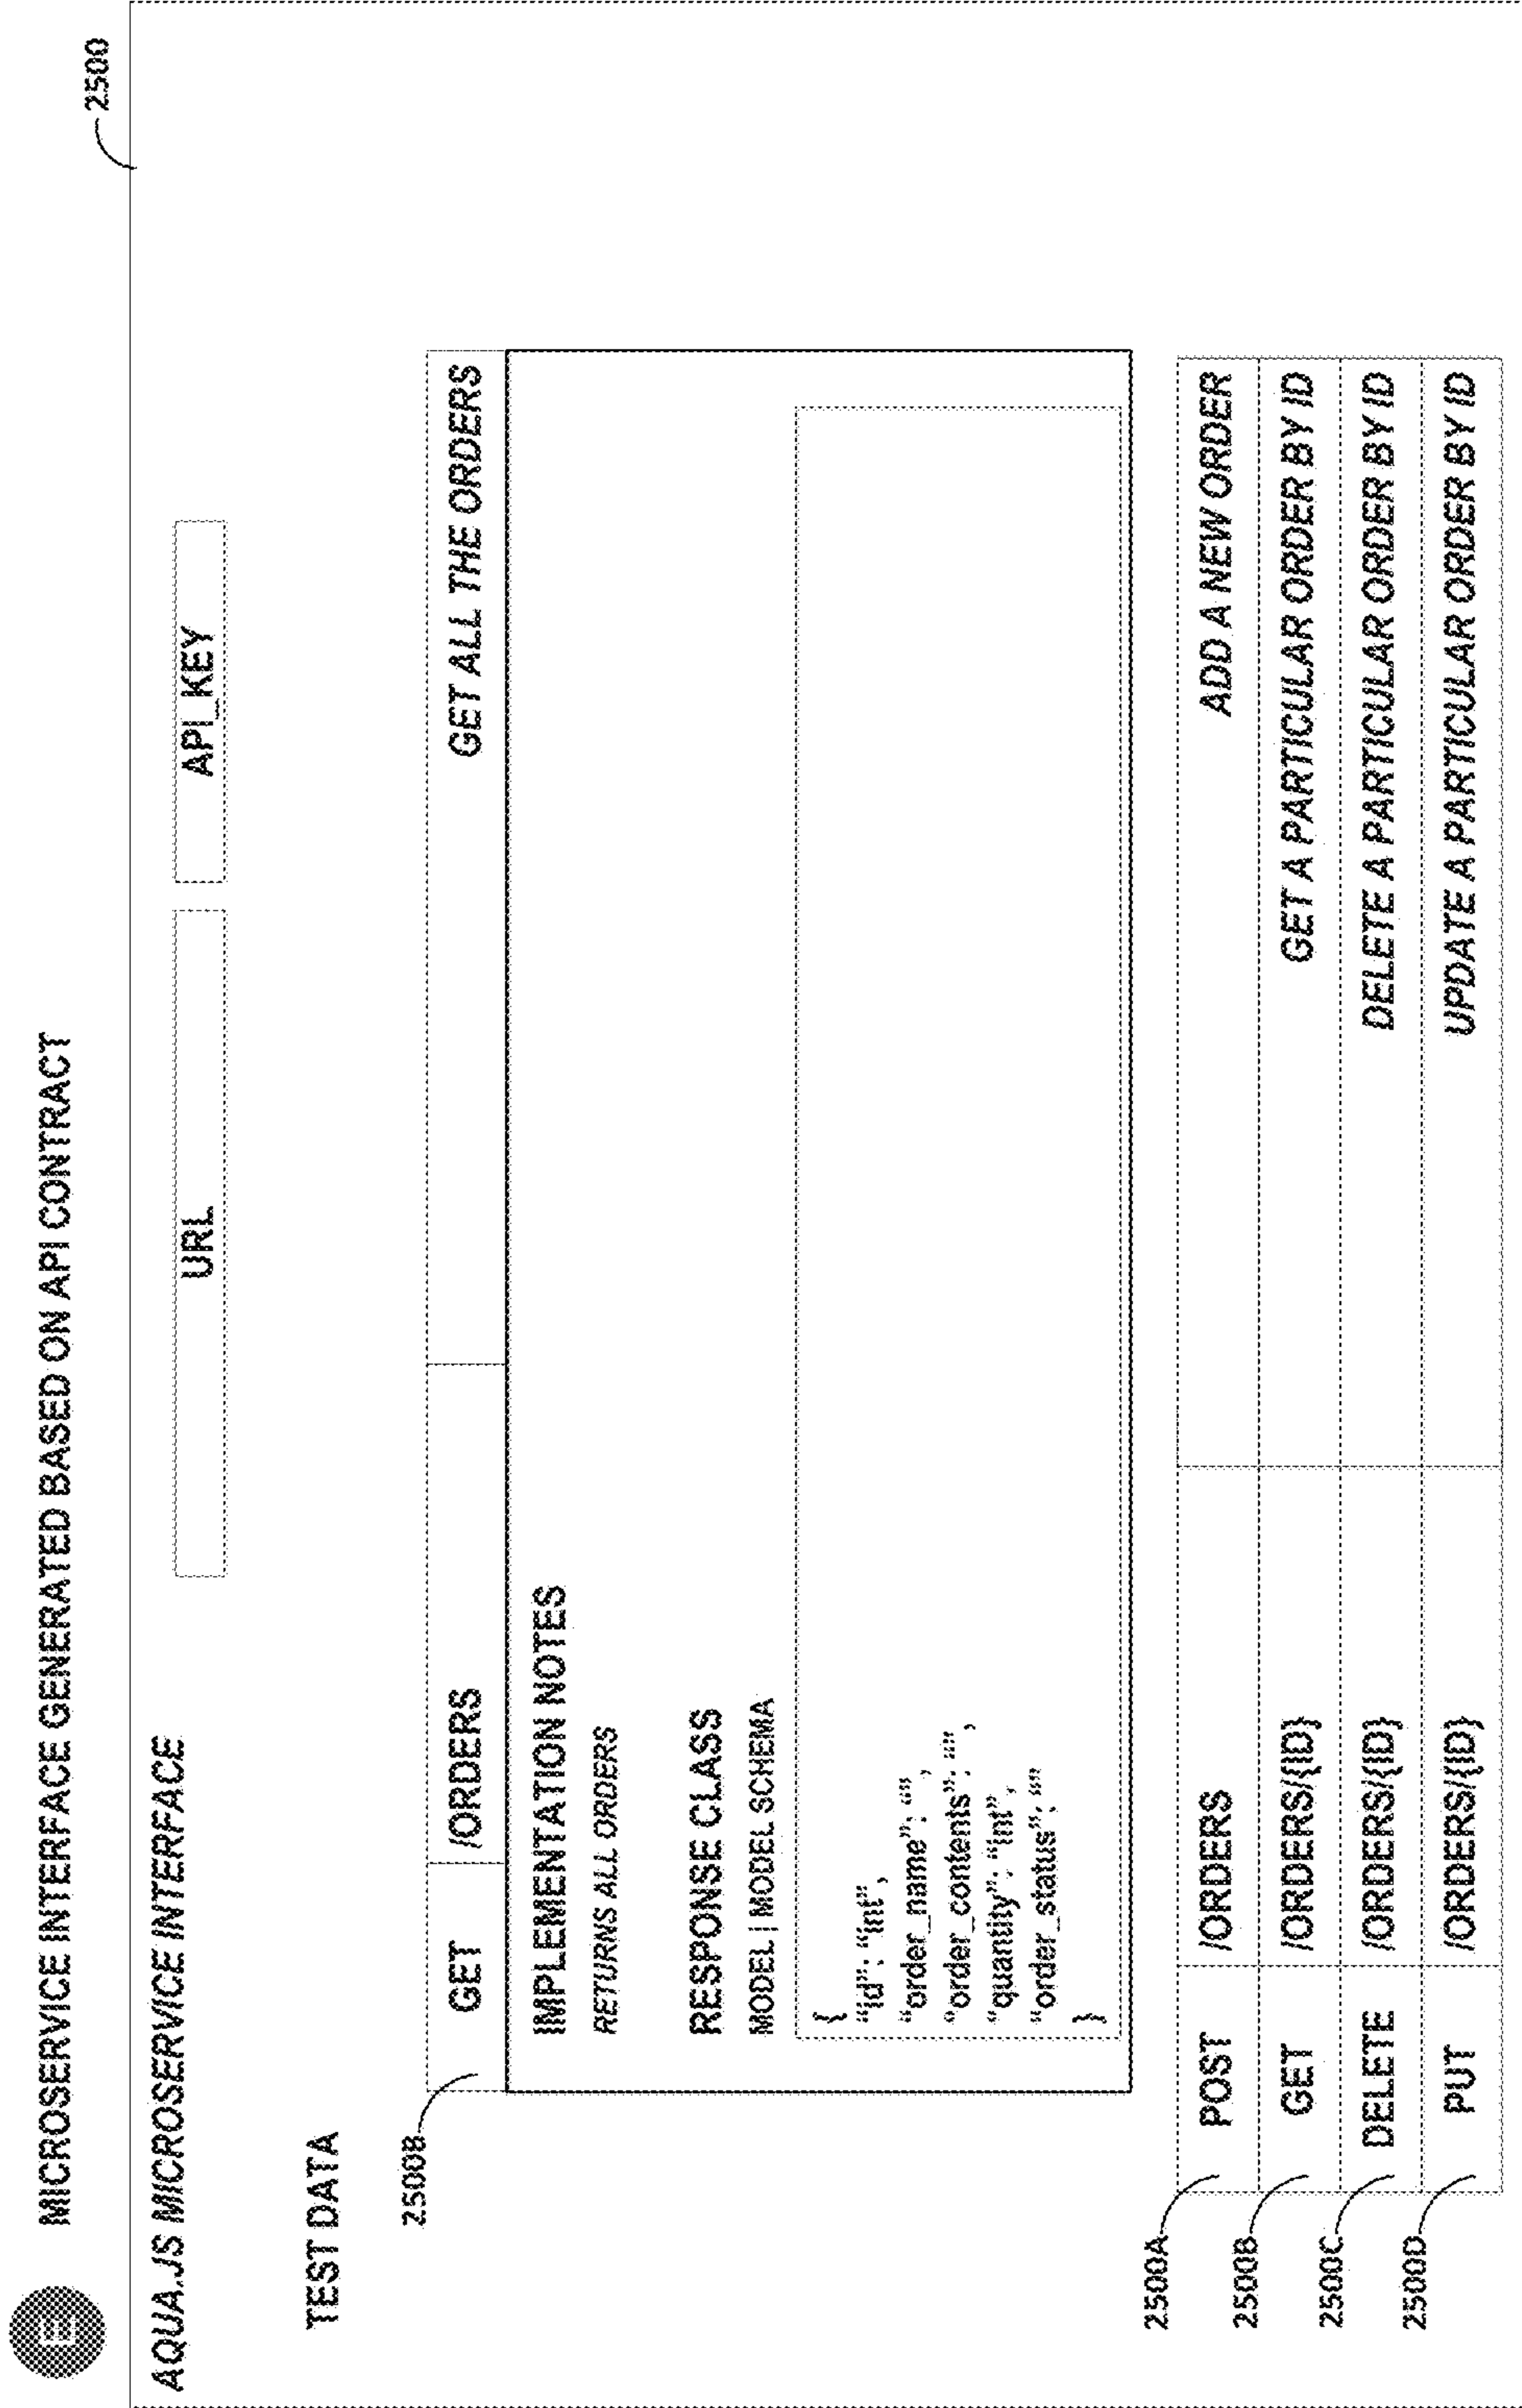 E MICROSERVICE INTERFACE GENERATED BASED ON API CONTRACT
2500
AQUA.JS MICROSERVICE INTERFACE URL API_KEY
TEST DATA
2500B GET /ORDERS GET ALL THE ORDERS
IMPLEMENTATION NOTES
RETURNS ALL ORDERS
RESPONSE CLASS
MODEL | MODEL SCHEMA
{
"id": "int",
"order_name": "",
"order_contents": "",
"quantity": "int",
"order_status": ""
}
2500A POST /ORDERS ADD A NEW ORDER
2500B GET /ORDERS/{ID} GET A PARTICULAR ORDER BY ID
2500C DELETE /ORDERS/{ID} DELETE A PARTICULAR ORDER BY ID
2500D PUT /ORDERS/{ID} UPDATE A PARTICULAR ORDER BY ID